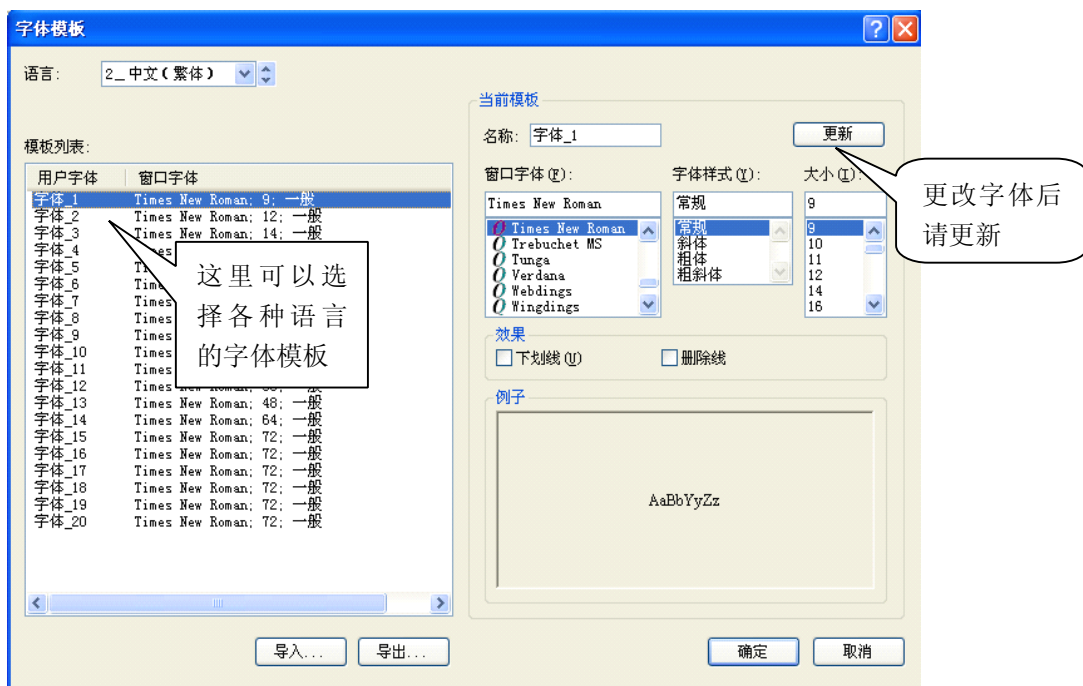 字体模板
语言: 2_中文(繁体)
当前模板
名称: 字体_1 更新
模板列表:
用户字体 窗口字体
窗口字体(F): 字体样式(Y): 大小(I):
Times New Roman 常规 9
字体_1 Times New Roman; 9; 一般
字体_2 Times New Roman; 12; 一般
字体_3 Times New Roman; 14; 一般
字体_4
字体_5
字体_6
字体_7
字体_8
字体_9 Times
字体_10 Times
字体_11 Times
字体_12
字体_13 Times New Roman; 48; 一般
字体_14 Times New Roman; 64; 一般
字体_15 Times New Roman; 72; 一般
字体_16 Times New Roman; 72; 一般
字体_17 Times New Roman; 72; 一般
字体_18 Times New Roman; 72; 一般
字体_19 Times New Roman; 72; 一般
字体_20 Times New Roman; 72; 一般
这里可以选
择各种语言
的字体模板
Times New Roman 常规 9
Trebuchet MS 斜体 10
Tunga 粗体 11
Verdana 粗斜体 12
Webdings 14
Wingdings 16
更改字体后
请更新
效果
下划线(U) 删除线
例子
AaBbYyZz
导入... 导出... 确定 取消